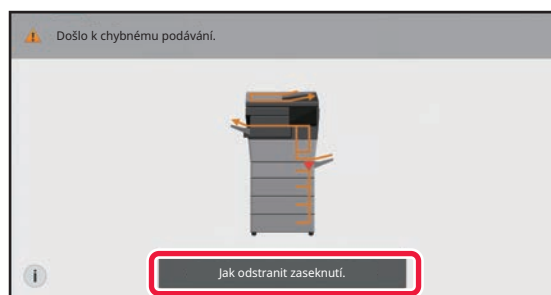 Došlo k chybnému podávání.
i
Jak odstranit zaseknutí.